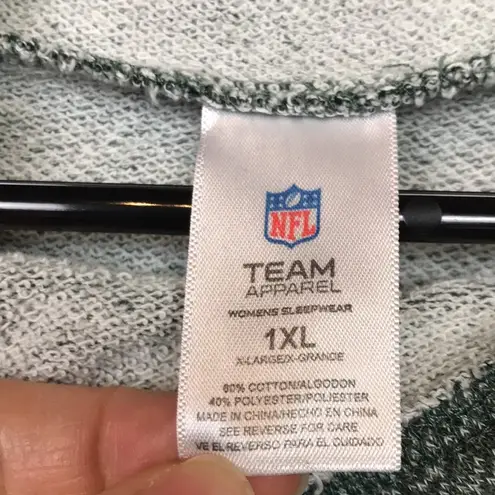 NFL
TEAM
APPAREL
WOMENS SLEEPWEAR
1XL
X-LARGE/X-GRANDE
60% COTTON/ALGODON
40% POLYESTER/POLIESTER
MADE IN CHINA/HECHO EN CHINA
SEE REVERSE FOR CARE
VE EL REVERSO PARA EL CUIDADO